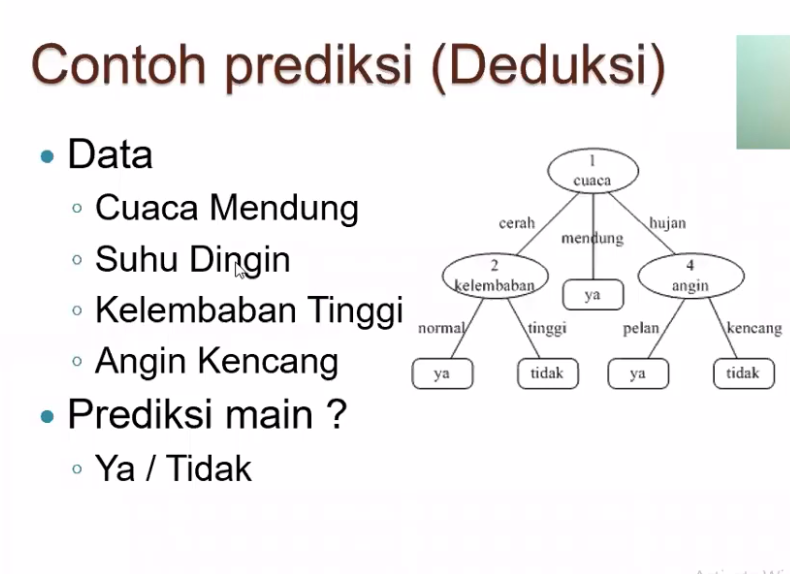 Contoh prediksi (Deduksi)
Data
Cuaca Mendung
Suhu Dingin
Kelembaban Tinggi
Angin Kencang
Prediksi main ?
Ya / Tidak
1
cuaca
cerah
mendung
hujan
2
kelembaban
ya
4
angin
normal
tinggi
pelan
kencang
ya
tidak
ya
tidak